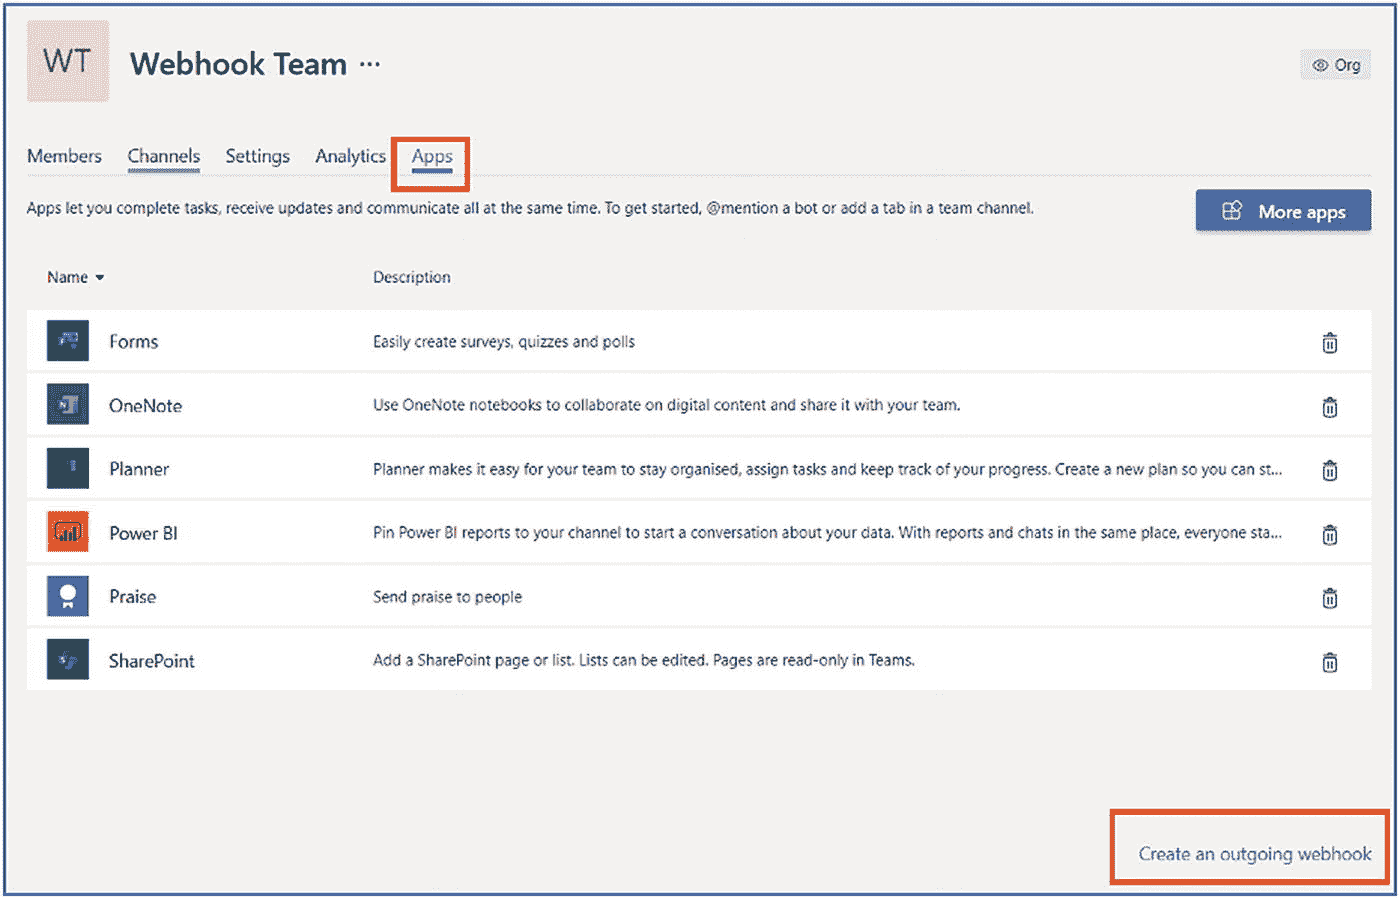 WT
Webhook Team ...
Org
Members Channels Settings Analytics Apps
Apps let you complete tasks, receive updates and communicate all at the same time. To get started, @mention a bot or add a tab in a team channel.
More apps
Name Description
Forms Easily create surveys, quizzes and polls
OneNote Use OneNote notebooks to collaborate on digital content and share it with your team.
Planner Planner makes it easy for your team to stay organised, assign tasks and keep track of your progress. Create a new plan so you can st...
Power BI Pin Power BI reports to your channel to start a conversation about your data. With reports and chats in the same place, everyone sta...
Praise Send praise to people
SharePoint Add a SharePoint page or list. Lists can be edited. Pages are read-only in Teams.
Create an outgoing webhook